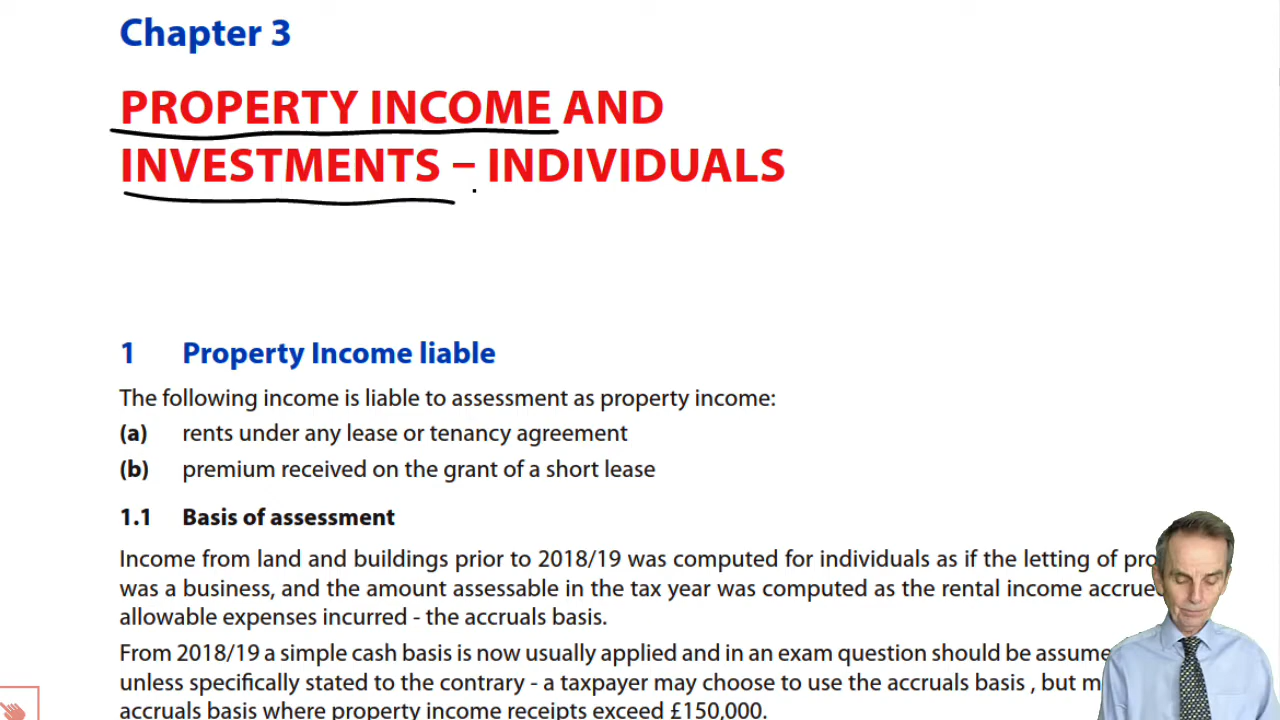 Chapter 3
PROPERTY INCOME AND
INVESTMENTS – INDIVIDUALS
1 Property Income liable
The following income is liable to assessment as property income:
(a) rents under any lease or tenancy agreement
(b) premium received on the grant of a short lease
1.1 Basis of assessment
Income from land and buildings prior to 2018/19 was computed for individuals as if the letting of
was a business, and the amount assessable in the tax year was computed as the rental income
allowable expenses incurred - the accruals basis.
From 2018/19 a simple cash basis is now usually applied and in an exam question should be
unless specifically stated to the contrary - a taxpayer may choose to use the accruals basis , but
accruals basis where property income receipts exceed £150,000.